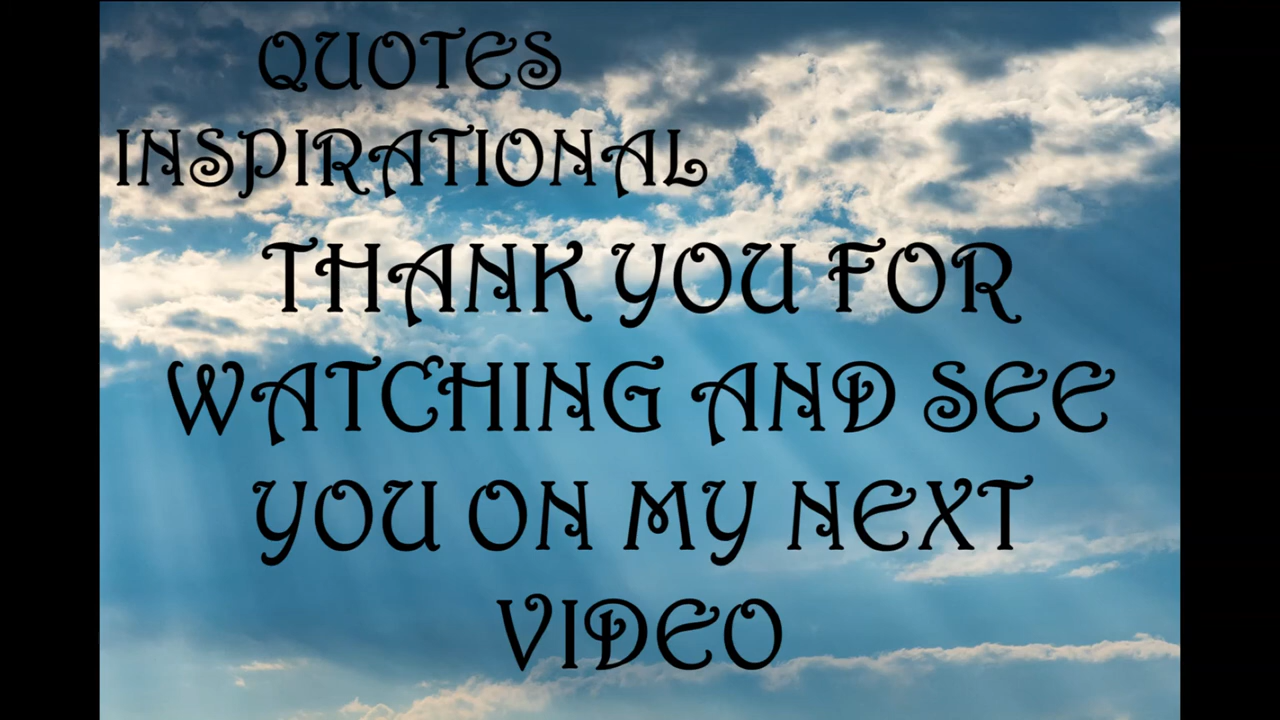 QUOTES
INSPIRATIONAL
THANK YOU FOR
WATCHING AND SEE
YOU ON MY NEXT
VIDEO